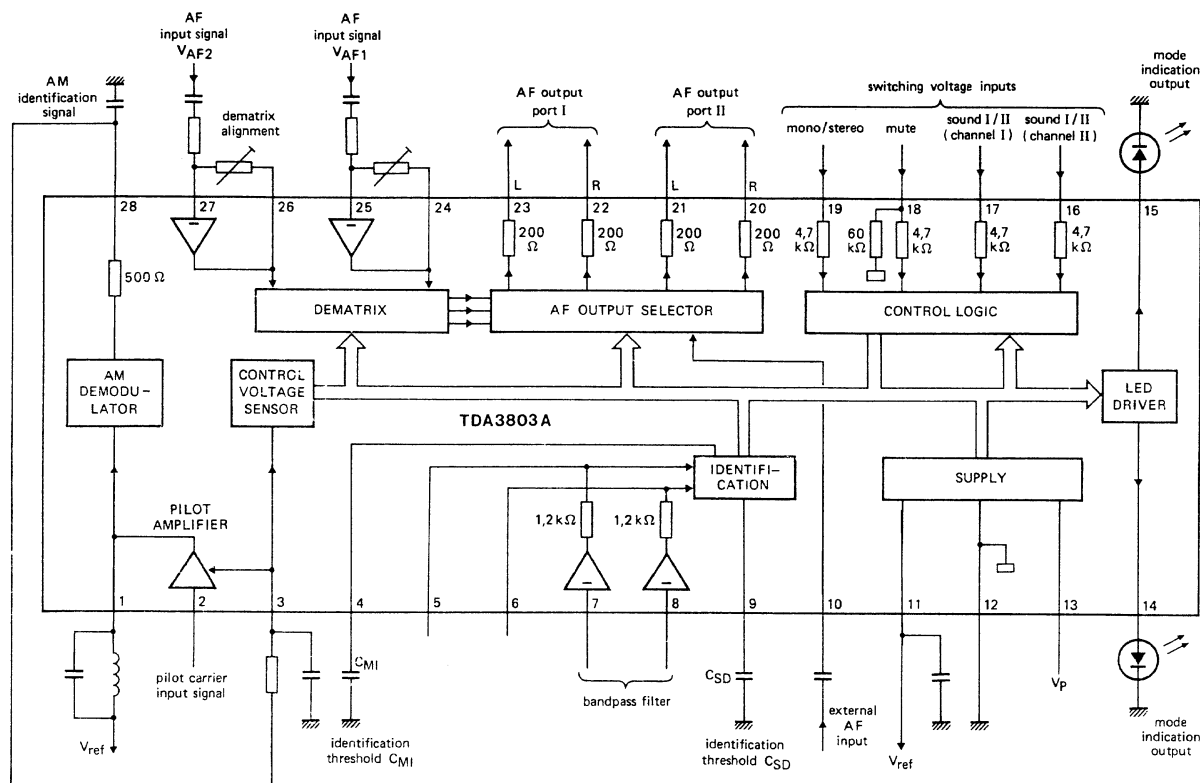 AF
input signal
VAF2
AF
input signal
VAF1
AM
identification
signal
dematrix
alignment
AF output
port I
AF output
port II
switching voltage inputs
mono/stereo
mute
sound I/II
(channel I)
sound I/II
(channel II)
mode
indication
output
L
R
L
R
28
27
26
25
24
23
22
21
20
19
18
17
16
15
500 Ω
200
Ω
200
Ω
200
Ω
200
Ω
4,7
kΩ
60
kΩ
4,7
kΩ
4,7
kΩ
4,7
kΩ
DEMATRIX
AF OUTPUT SELECTOR
CONTROL LOGIC
AM
DEMODU-
LATOR
CONTROL
VOLTAGE
SENSOR
LED
DRIVER
TDA3803A
IDENTIFI-
CATION
SUPPLY
PILOT
AMPLIFIER
1,2 kΩ
1,2 kΩ
1
2
3
4
5
6
7
8
9
10
11
12
13
14
pilot carrier
input signal
Vref
CMI
identification
threshold CMI
bandpass filter
CSD
identification
threshold CSD
external
AF
input
Vref
VP
mode
indication
output